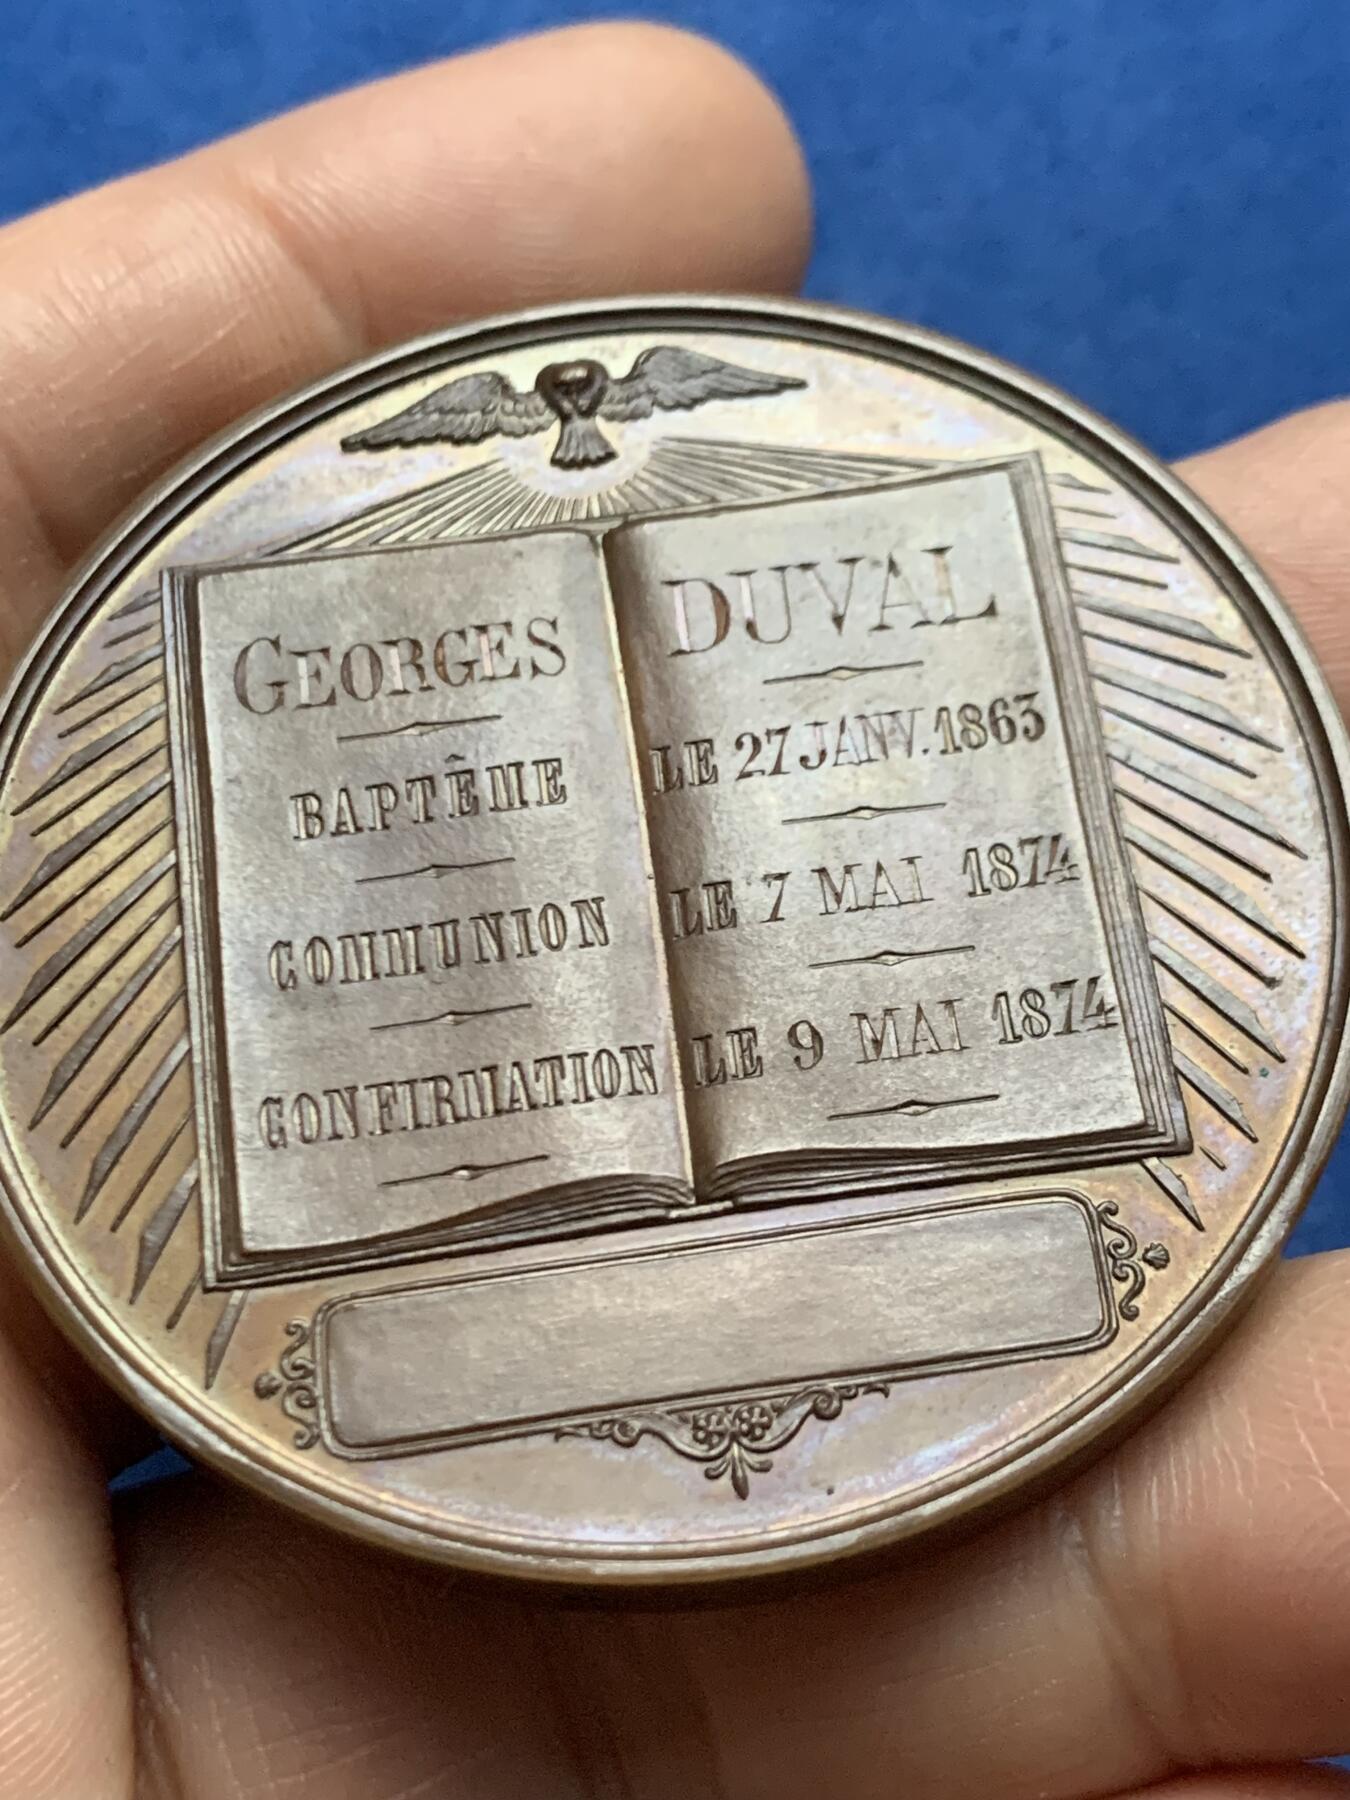 GEORGES DUVAL
BAPTÊME LE 27 JANV. 1863
COMMUNION LE 7 MAI 1874
CONFIRMATION LE 9 MAI 1874